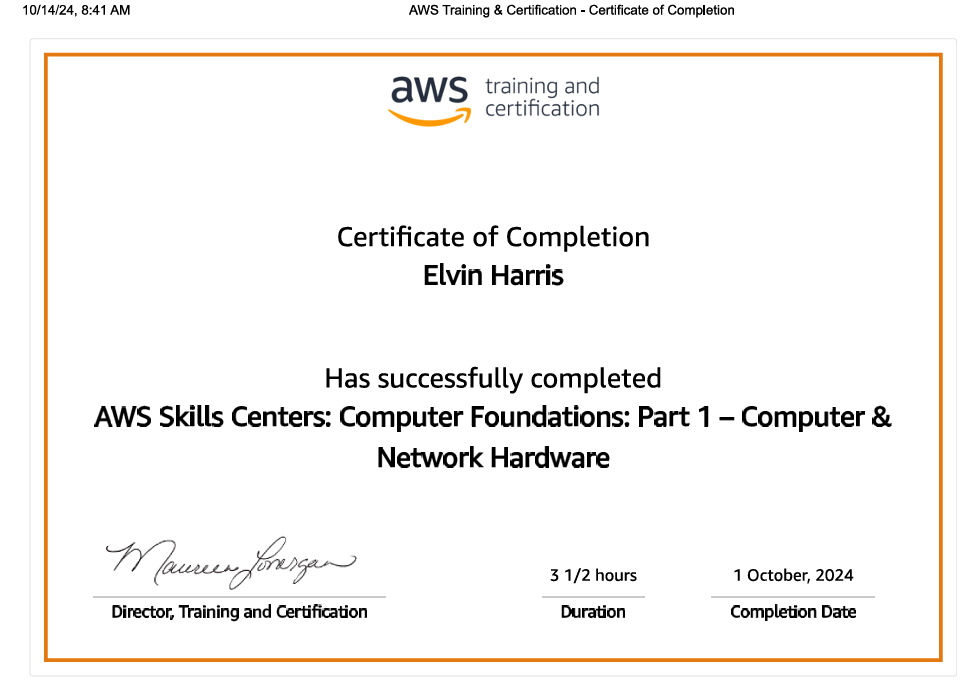 10/14/24, 8:41 AM
AWS Training & Certification - Certificate of Completion
aws training and
certification
Certificate of Completion
Elvin Harris
Has successfully completed
AWS Skills Centers: Computer Foundations: Part 1 – Computer &
Network Hardware
Maureen Lonergan
3 1/2 hours
1 October, 2024
Director, Training and Certification
Duration
Completion Date